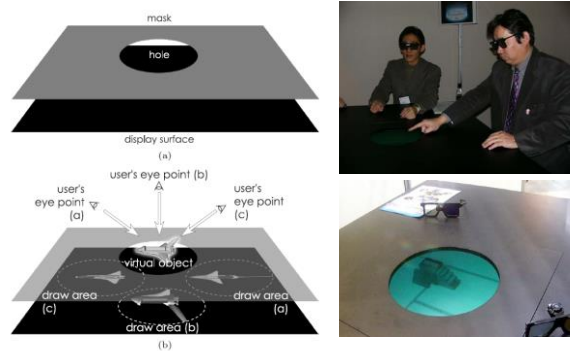 mask
hole
display surface
(a)
user's eye point (b)
user's
eye point
(a)
user's
eye point
(c)
virtual object
draw area
(c)
draw area
(a)
draw area (b)
(b)